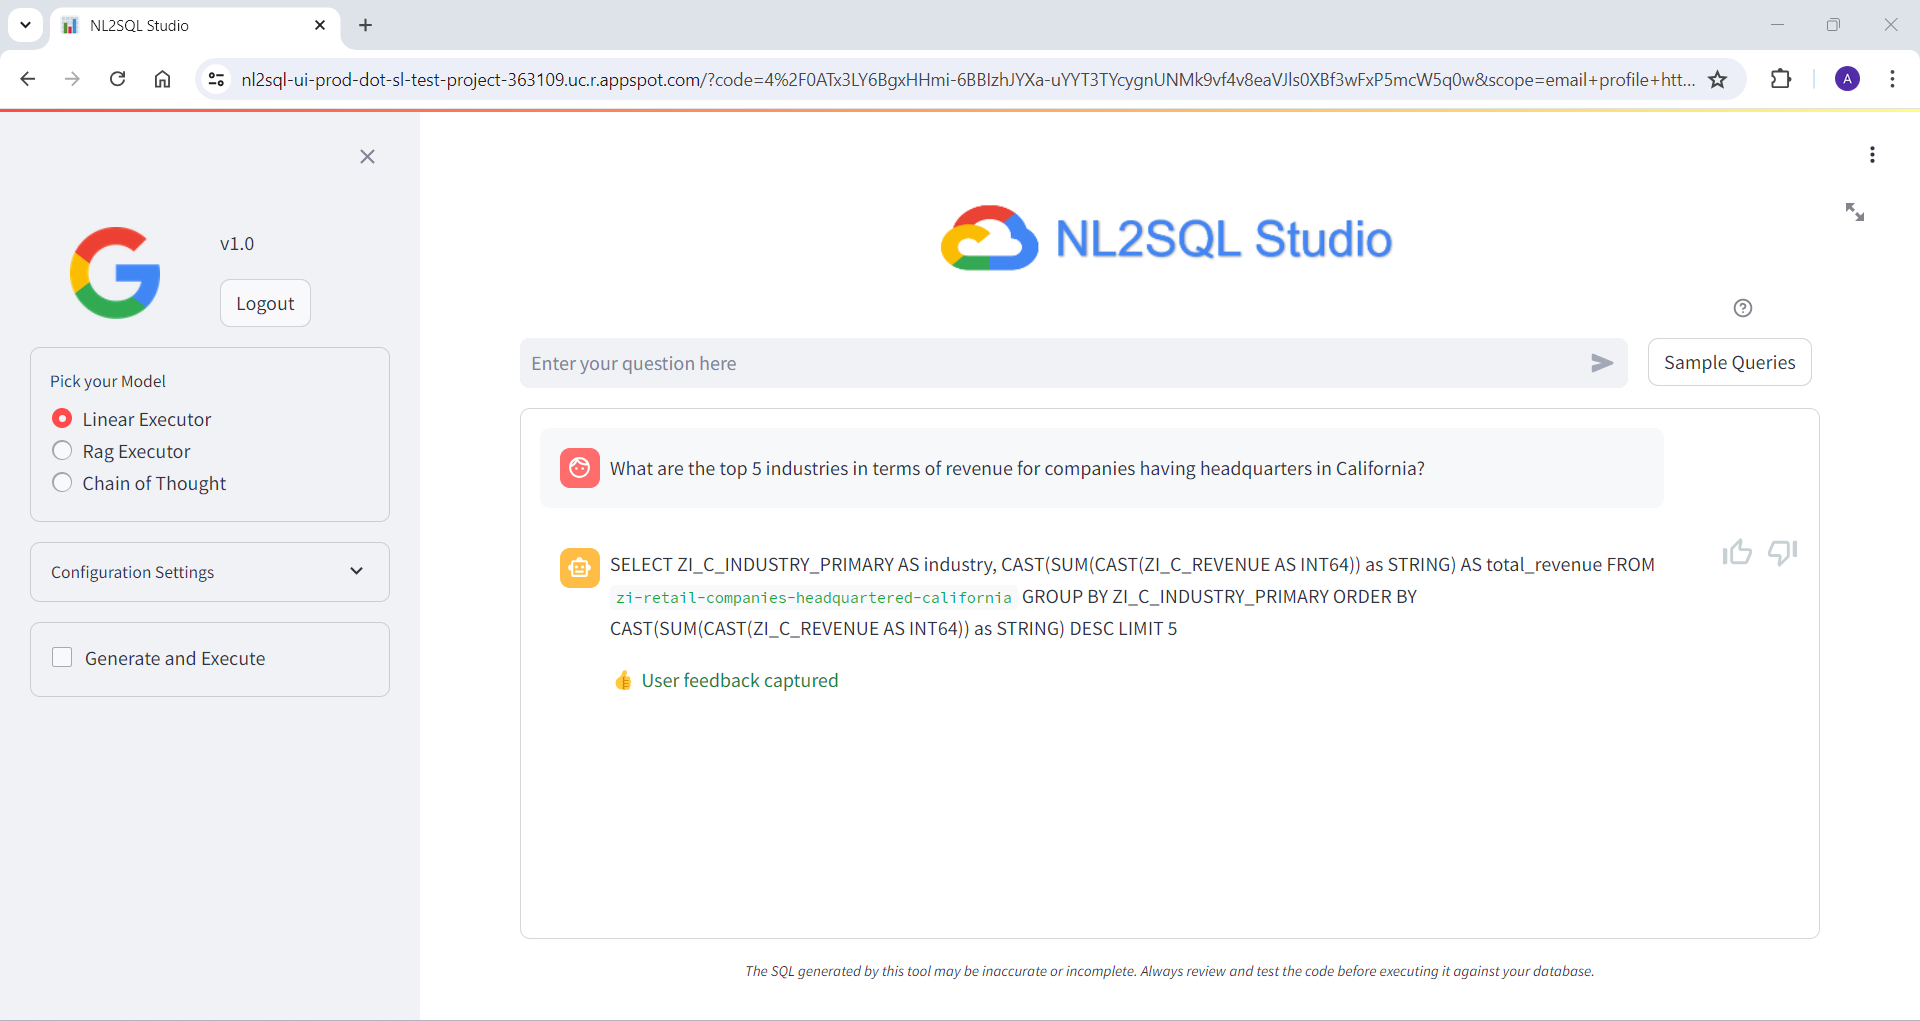 NL2SQL Studio
nl2sql-ui-prod-dot-sl-test-project-363109.uc.r.appspot.com/?code=4%2F0ATx3LY6BgxHHmi-6BBIzhJYXa-uYYT3TYcygnUNMk9vf4v8eaVJls0XBf3wFxP5mcW5q0w&scope=email+profile+htt...
A
v1.0
Logout
Pick your Model
Linear Executor
Rag Executor
Chain of Thought
Configuration Settings
Generate and Execute
NL2SQL Studio
Enter your question here
Sample Queries
What are the top 5 industries in terms of revenue for companies having headquarters in California?
SELECT ZI_C_INDUSTRY_PRIMARY AS industry, CAST(SUM(CAST(ZI_C_REVENUE AS INT64)) as STRING) AS total_revenue FROM
zi-retail-companies-headquartered-california GROUP BY ZI_C_INDUSTRY_PRIMARY ORDER BY
CAST(SUM(CAST(ZI_C_REVENUE AS INT64)) as STRING) DESC LIMIT 5
👍 User feedback captured
The SQL generated by this tool may be inaccurate or incomplete. Always review and test the code before executing it against your database.